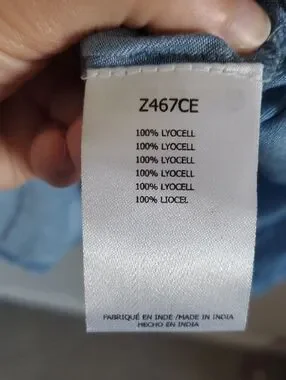 Z467CE
100% LYOCELL
100% LYOCELL
100% LYOCELL
100% LYOCELL
100% LYOCELL
100% LIOCEL
FABRIQUÉ EN INDE /MADE IN INDIA
HECHO EN INDIA